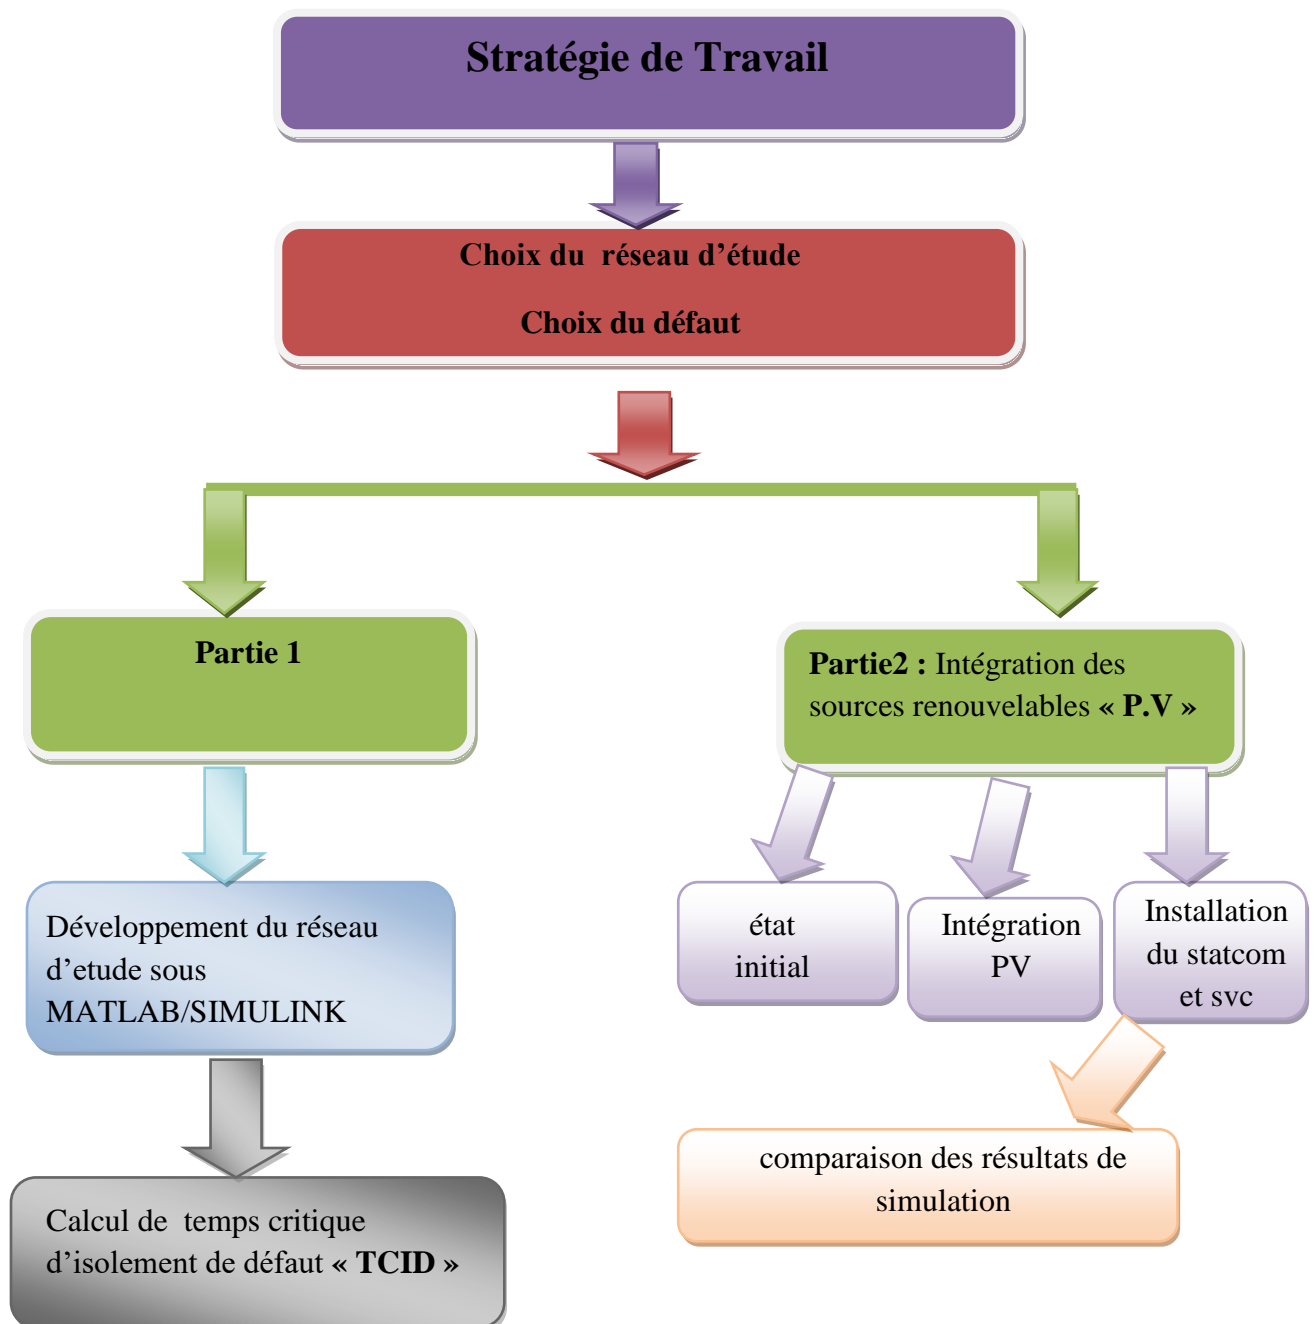 Stratégie de Travail
Choix du  réseau d’étude
Choix du défaut
Partie 1
Partie2 : Intégration des
sources renouvelables « P.V »
Développement du réseau
d’etude sous
MATLAB/SIMULINK
état
initial
Intégration
PV
Installation
du statcom
et svc
comparaison des résultats de
simulation
Calcul de  temps critique
d’isolement de défaut « TCID »